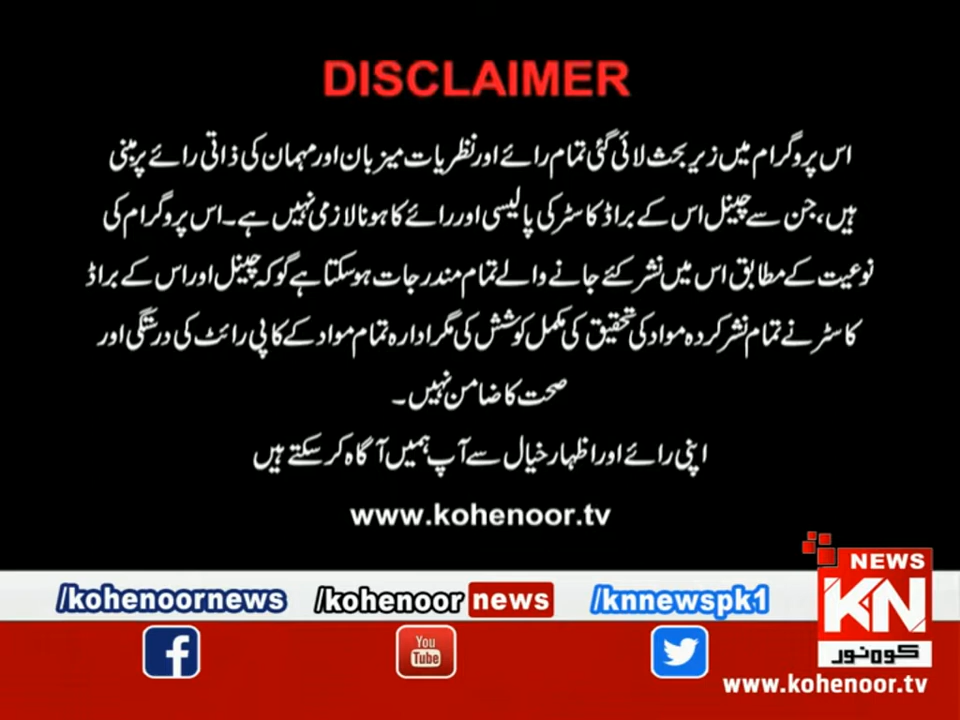 DISCLAIMER
اس پروگرام میں زیر بحث لائی گئی تمام رائے اور نظریات میزبان اور مہمان کی ذاتی رائے پر مبنی
ہیں، جن سے چینل اس کے براڈ کاسٹر کی پالیسی اور رائے کا ہونا لازمی نہیں ہے۔ اس پروگرام کی
نوعیت کے مطابق اس میں نشر کئے جانے والے تمام مندرجات ہو سکتا ہے گو کہ چینل اور اس کے براڈ
کاسٹر نے تمام نشر کردہ مواد کی تحقیق کی مکمل کوشش کی مگر ادارہ تمام مواد کے کاپی رائٹ کی درستگی اور
صحت کا ضامن نہیں۔
اپنی رائے اور اظہار خیال سے آپ ہمیں آگاہ کر سکتے ہیں
www.kohenoor.tv
/kohenoornews
/kohenoor news
/knnewspk1
You Tube
NEWS
KN
کوہ نور
www.kohenoor.tv